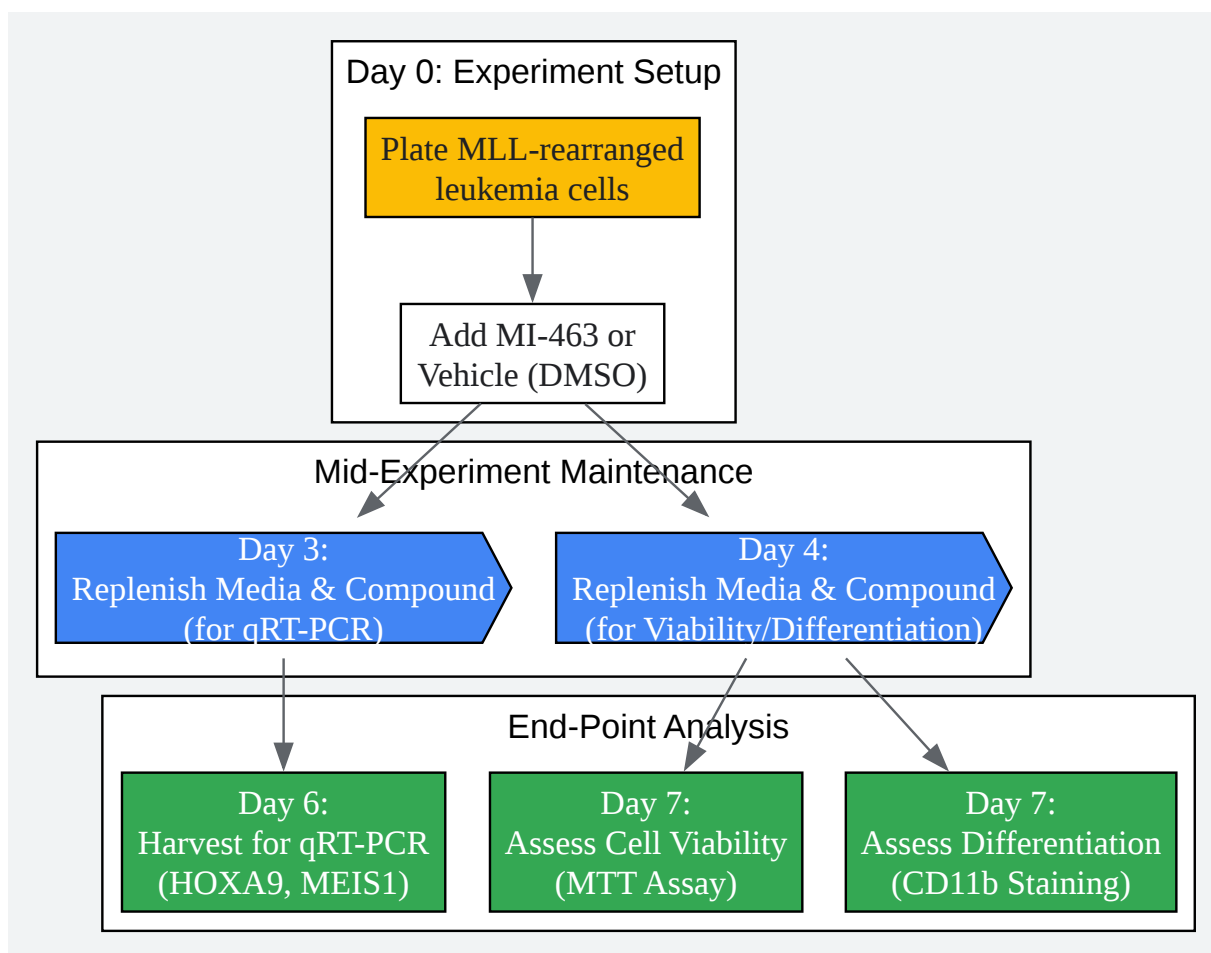 Day 0: Experiment Setup
Plate MLL-rearranged
leukemia cells
Add MI-463 or
Vehicle (DMSO)
Mid-Experiment Maintenance
Day 3:
Replenish Media & Compound
(for qRT-PCR)
Day 4:
Replenish Media & Compound
(for Viability/Differentiation)
End-Point Analysis
Day 6:
Harvest for qRT-PCR
(HOXA9, MEIS1)
Day 7:
Assess Cell Viability
(MTT Assay)
Day 7:
Assess Differentiation
(CD11b Staining)